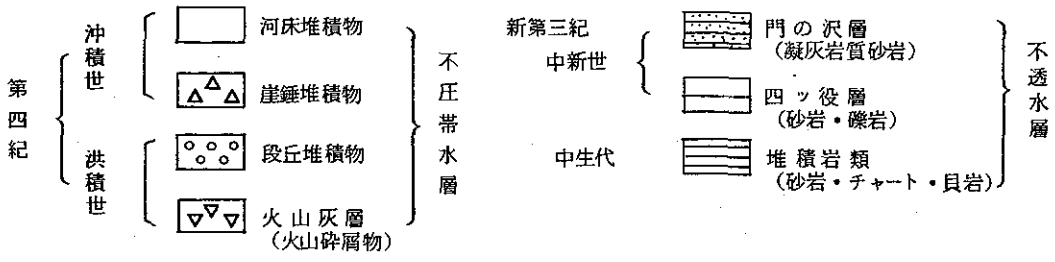 第四紀
沖積世
河床堆積物
崖錐堆積物
洪積世
段丘堆積物
火山灰層
（火山砕屑物）
不圧帯水層
新第三紀
中新世
門の沢層
（凝灰岩質砂岩）
四ッ役層
（砂岩・礫岩）
中生代
堆積岩類
（砂岩・チャート・頁岩）
不透水層